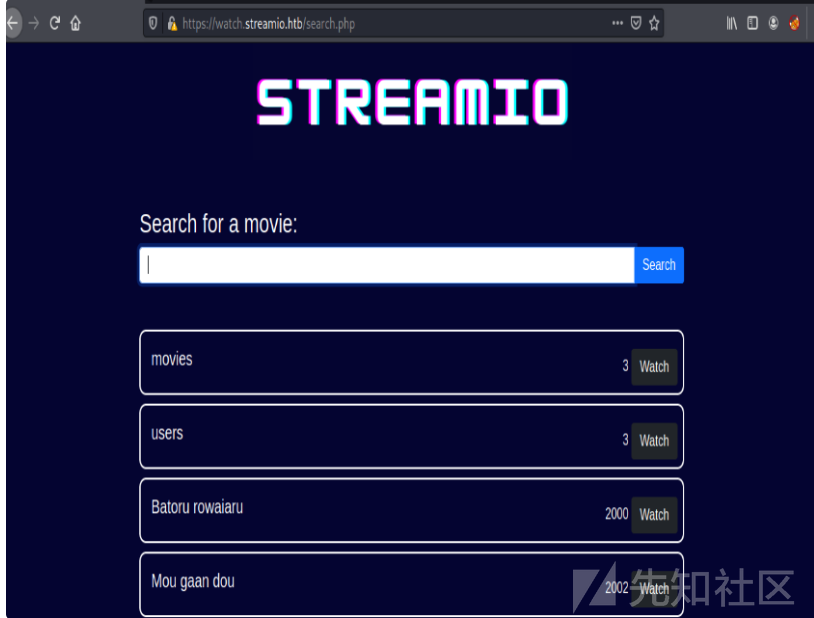 https://watch.streamio.htb/search.php
STREAMIO
Search for a movie:
Search
movies 3 Watch
users 3 Watch
Batoru rowaiaru 2000 Watch
Mou gaan dou 2002 Watch
先知社区